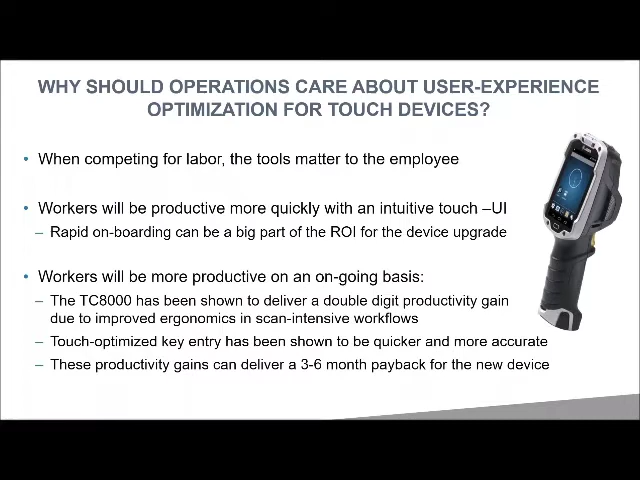 WHY SHOULD OPERATIONS CARE ABOUT USER-EXPERIENCE
OPTIMIZATION FOR TOUCH DEVICES?
• When competing for labor, the tools matter to the employee
• Workers will be productive more quickly with an intuitive touch –UI
– Rapid on-boarding can be a big part of the ROI for the device upgrade
• Workers will be more productive on an on-going basis:
– The TC8000 has been shown to deliver a double digit productivity gain
due to improved ergonomics in scan-intensive workflows
– Touch-optimized key entry has been shown to be quicker and more accurate
– These productivity gains can deliver a 3-6 month payback for the new device